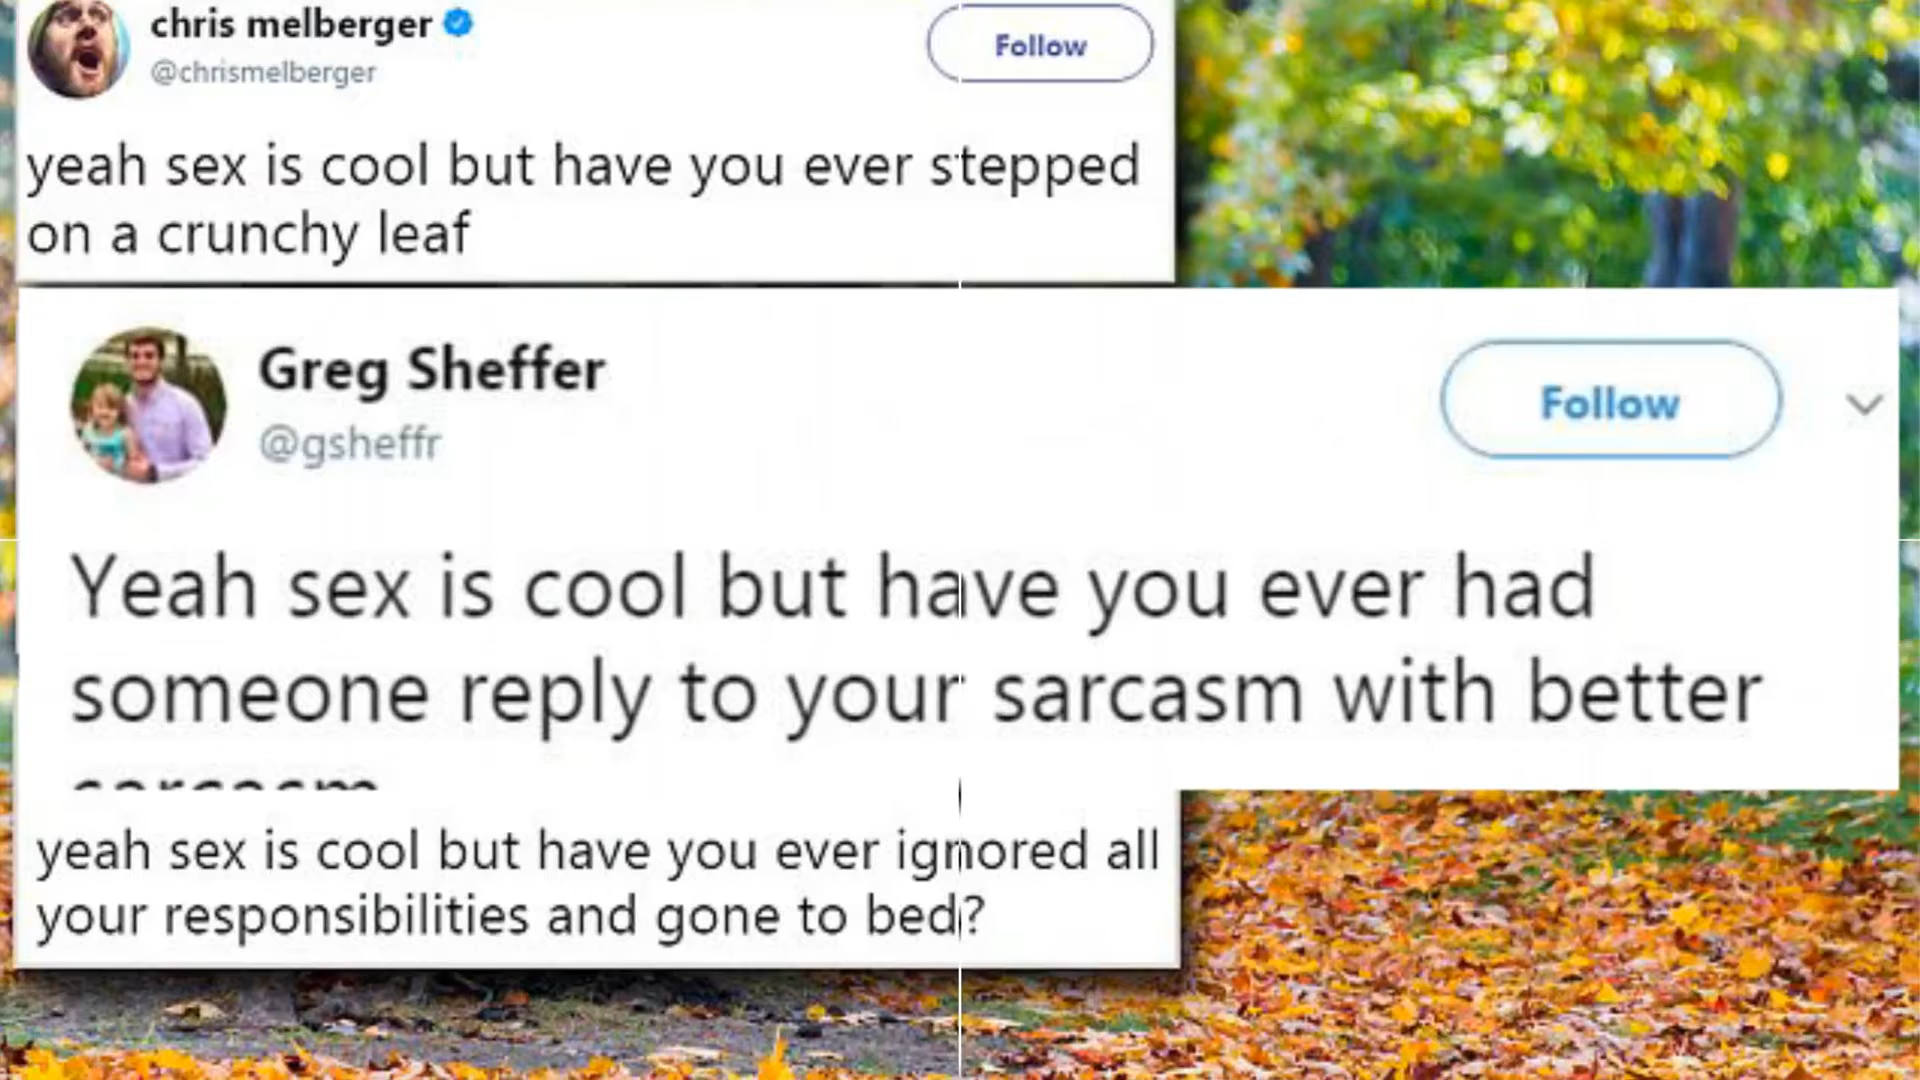 chris melberger
@chrismelberger
Follow
yeah sex is cool but have you ever stepped
on a crunchy leaf
Greg Sheffer
@gsheffr
Follow
Yeah sex is cool but have you ever had
someone reply to your sarcasm with better
sarcasm
yeah sex is cool but have you ever ignored all
your responsibilities and gone to bed?